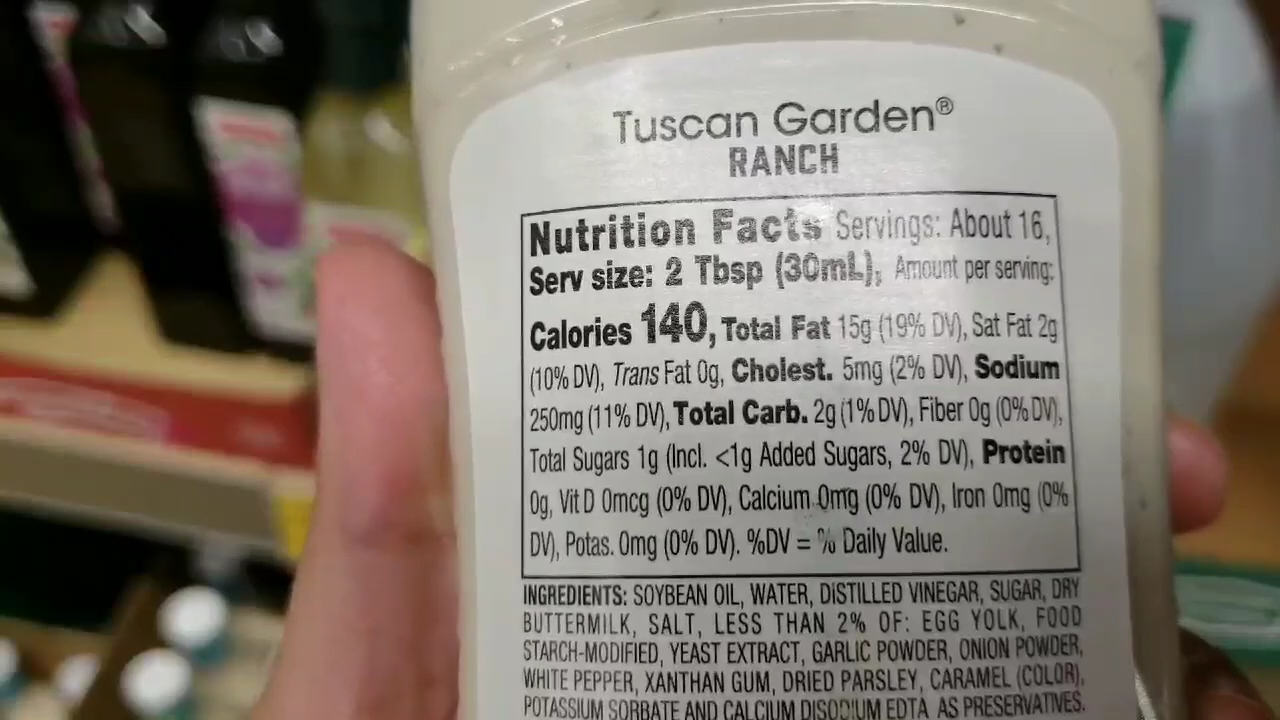 Tuscan Garden®
RANCH
Nutrition Facts Servings: About 16,
Serv size: 2 Tbsp (30mL), Amount per serving:
Calories 140, Total Fat 15g (19% DV), Sat Fat 2g
(10% DV), Trans Fat 0g, Cholest. 5mg (2% DV), Sodium
250mg (11% DV), Total Carb. 2g (1% DV), Fiber 0g (0% DV),
Total Sugars 1g (Incl. <1g Added Sugars, 2% DV), Protein
0g, Vit D 0mcg (0% DV), Calcium 0mg (0% DV), Iron 0mg (0%
DV), Potas. 0mg (0% DV). %DV = % Daily Value.
INGREDIENTS: SOYBEAN OIL, WATER, DISTILLED VINEGAR, SUGAR, DRY
BUTTERMILK, SALT, LESS THAN 2% OF: EGG YOLK, FOOD
STARCH-MODIFIED, YEAST EXTRACT, GARLIC POWDER, ONION POWDER,
WHITE PEPPER, XANTHAN GUM, DRIED PARSLEY, CARAMEL (COLOR),
POTASSIUM SORBATE AND CALCIUM DISODIUM EDTA AS PRESERVATIVES.